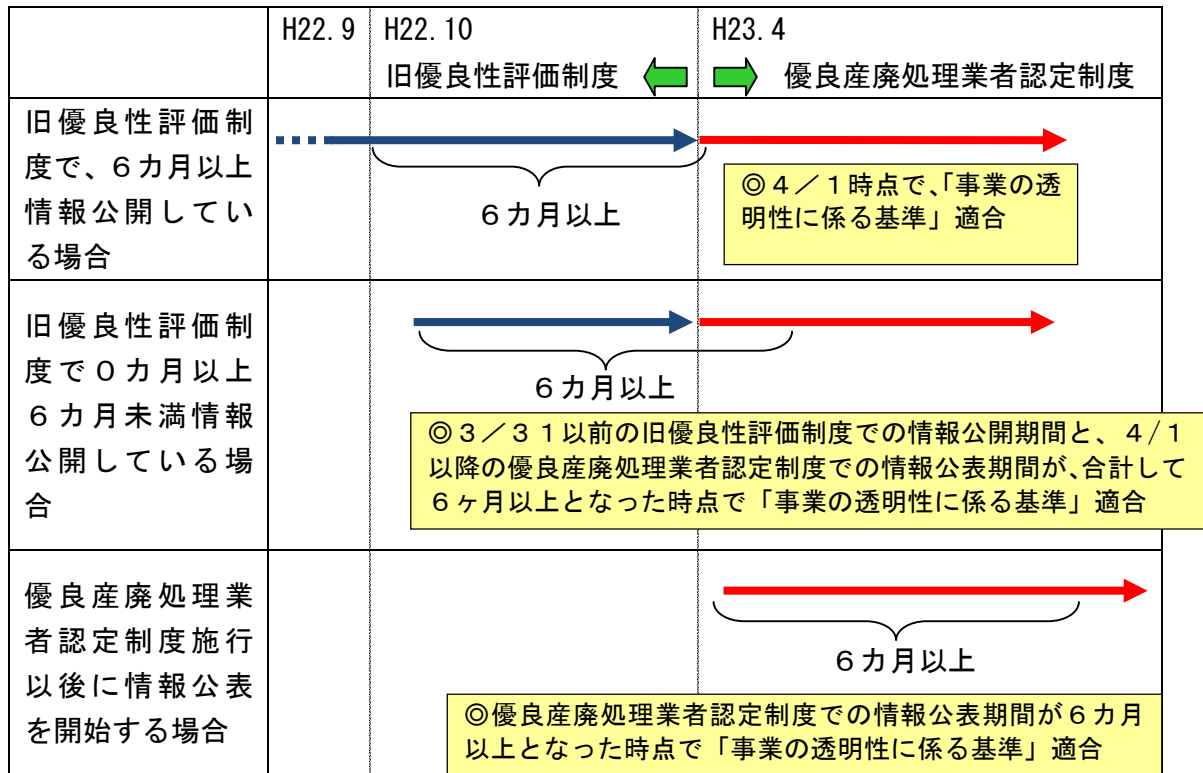 H22.9 H22.10 H23.4
旧優良性評価制度 優良産廃処理業者認定制度
旧優良性評価制
度で、６カ月以上
情報公開してい
る場合
６カ月以上
◎４／１時点で、「事業の透
明性に係る基準」適合
旧優良性評価制
度で０カ月以上
６カ月未満情報
公開している場
合
６カ月以上
◎３／３１以前の旧優良性評価制度での情報公開期間と、４/１
以降の優良産廃処理業者認定制度での情報公表期間が、合計して
６ヶ月以上となった時点で「事業の透明性に係る基準」適合
優良産廃処理業
者認定制度施行
以後に情報公表
を開始する場合
６カ月以上
◎優良産廃処理業者認定制度での情報公表期間が６カ月
以上となった時点で「事業の透明性に係る基準」適合